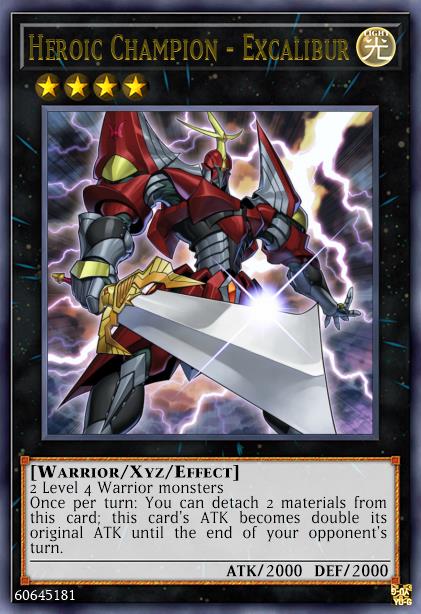 Heroic Champion - Excalibur
LIGHT
光
[Warrior/Xyz/Effect]
2 Level 4 Warrior monsters
Once per turn: You can detach 2 materials from
this card; this card's ATK becomes double its
original ATK until the end of your opponent's
turn.
ATK/2000 DEF/2000
60645181